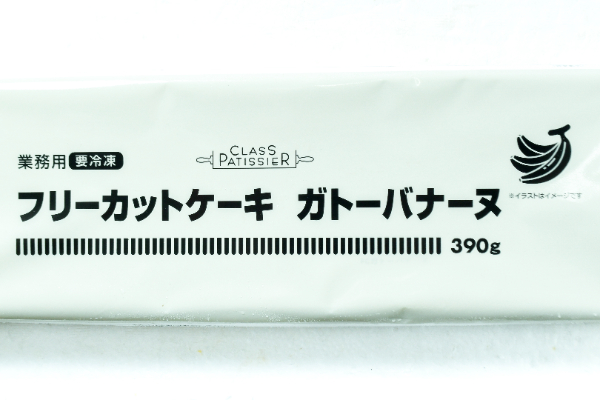 業務用 要冷凍
CLASS
PATISSIER
フリーカットケーキ ガトーバナーヌ
※イラストはイメージです
390g